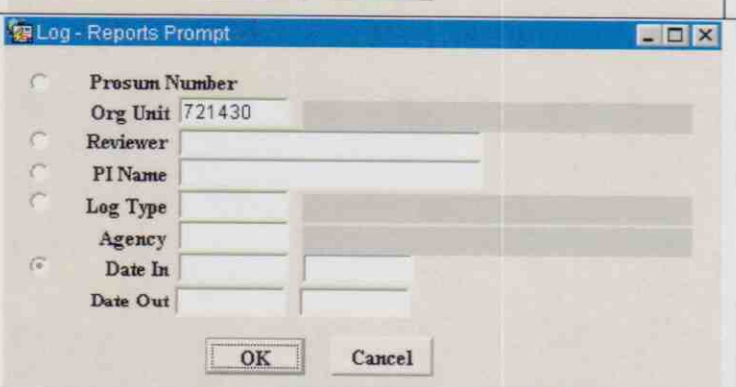 Log - Reports Prompt
Prosum Number
Org Unit 721430
Reviewer
PI Name
Log Type
Agency
Date In
Date Out
OK Cancel